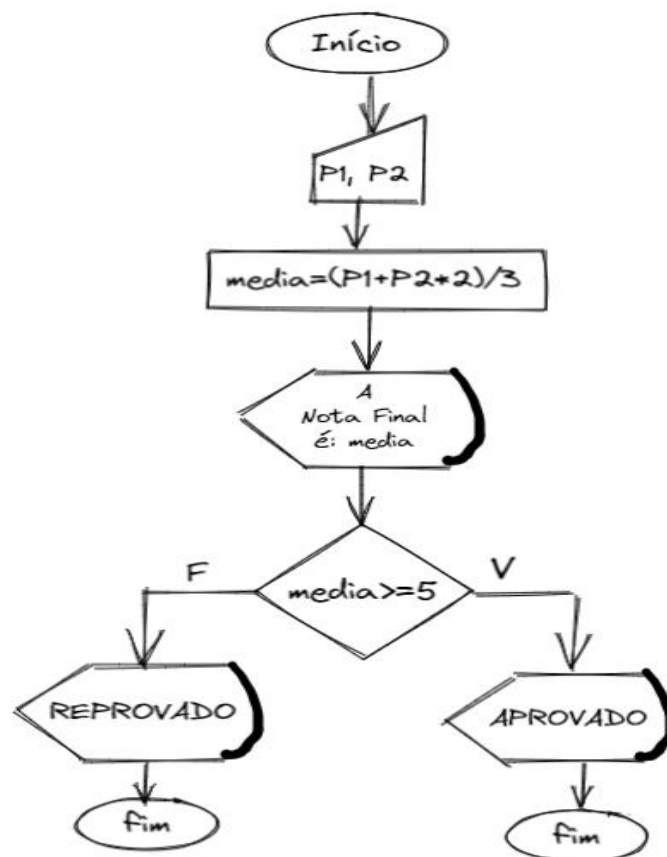 Início
P1, P2
media=(P1+P2*2)/3
A
Nota Final
é: media
F
media>=5
V
REPROVADO
APROVADO
fim
fim